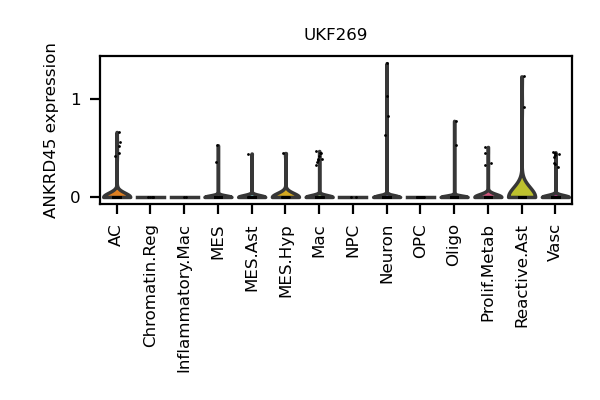 UKF269
ANKRD45 expression
1
0
AC
Chromatin.Reg
Inflammatory.Mac
MES
MES.Ast
MES.Hyp
Mac
NPC
Neuron
OPC
Oligo
Prolif.Metab
Reactive.Ast
Vasc